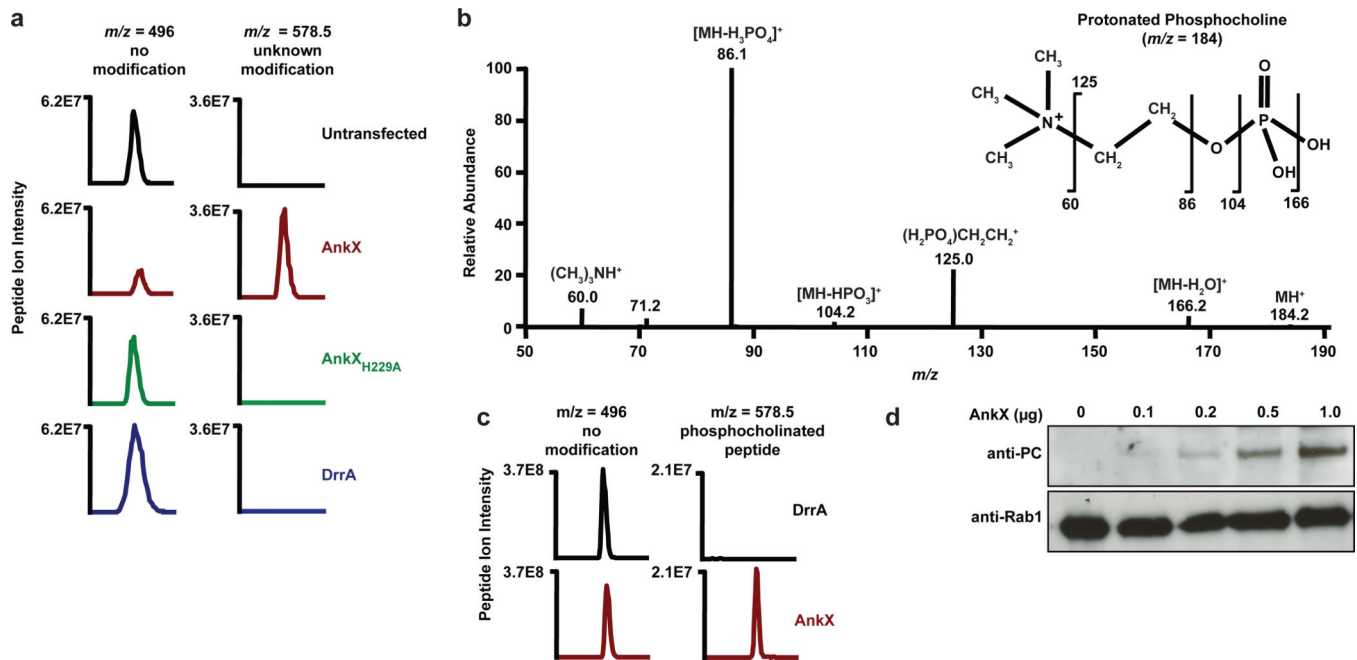 a
m/z = 496
no
modification
m/z = 578.5
unknown
modification
Peptide Ion Intensity
6.2E7
3.6E7
Untransfected
6.2E7
3.6E7
AnkX
6.2E7
3.6E7
AnkX_H229A
6.2E7
3.6E7
DrrA
b
Relative Abundance
100
80
60
40
20
0
50
70
90
110
130
150
170
190
m/z
(CH₃)₃NH⁺
60.0
71.2
[MH-H₃PO₄]⁺
86.1
[MH-HPO₃]⁺
104.2
(H₂PO₄)CH₂CH₂⁺
125.0
[MH-H₂O]⁺
166.2
MH⁺
184.2
Protonated Phosphocholine
(m/z = 184)
CH₃
CH₃
CH₃
N⁺
125
60
CH₂
CH₂
86
O
104
O
P
OH
OH
166
c
m/z = 496
no
modification
m/z = 578.5
phosphocholinated
peptide
Peptide Ion Intensity
3.7E8
2.1E7
DrrA
3.7E8
2.1E7
AnkX
d
AnkX (µg) 0 0.1 0.2 0.5 1.0
anti-PC
anti-Rab1